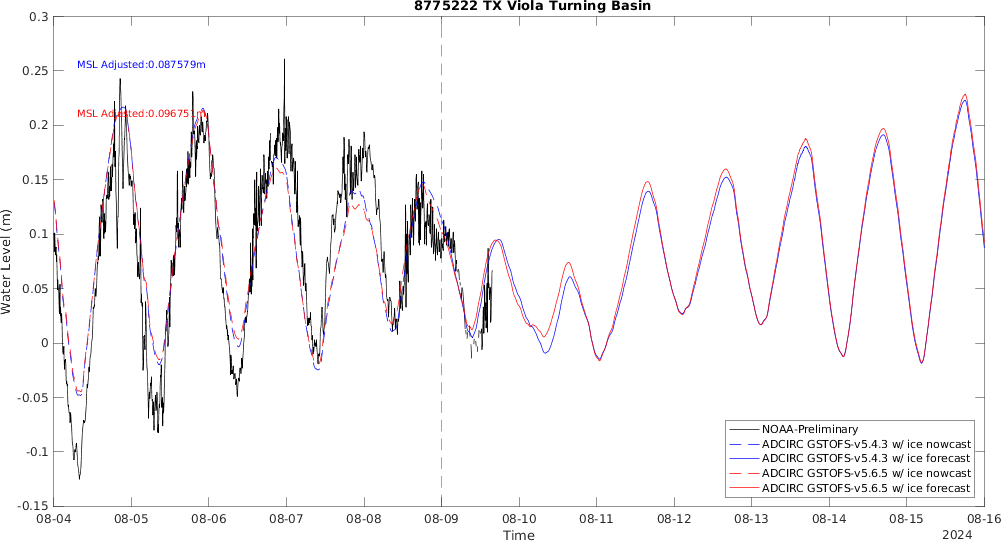 8775222 TX Viola Turning Basin
0.3
0.25
0.2
0.15
0.1
0.05
0
-0.05
-0.1
-0.15
Water Level (m)
MSL Adjusted:0.087579m
MSL Adjusted:0.096751m
NOAA-Preliminary
ADCIRC GSTOFS-v5.4.3 w/ ice nowcast
ADCIRC GSTOFS-v5.4.3 w/ ice forecast
ADCIRC GSTOFS-v5.6.5 w/ ice nowcast
ADCIRC GSTOFS-v5.6.5 w/ ice forecast
08-04 08-05 08-06 08-07 08-08 08-09 08-10 08-11 08-12 08-13 08-14 08-15 08-16
Time
2024